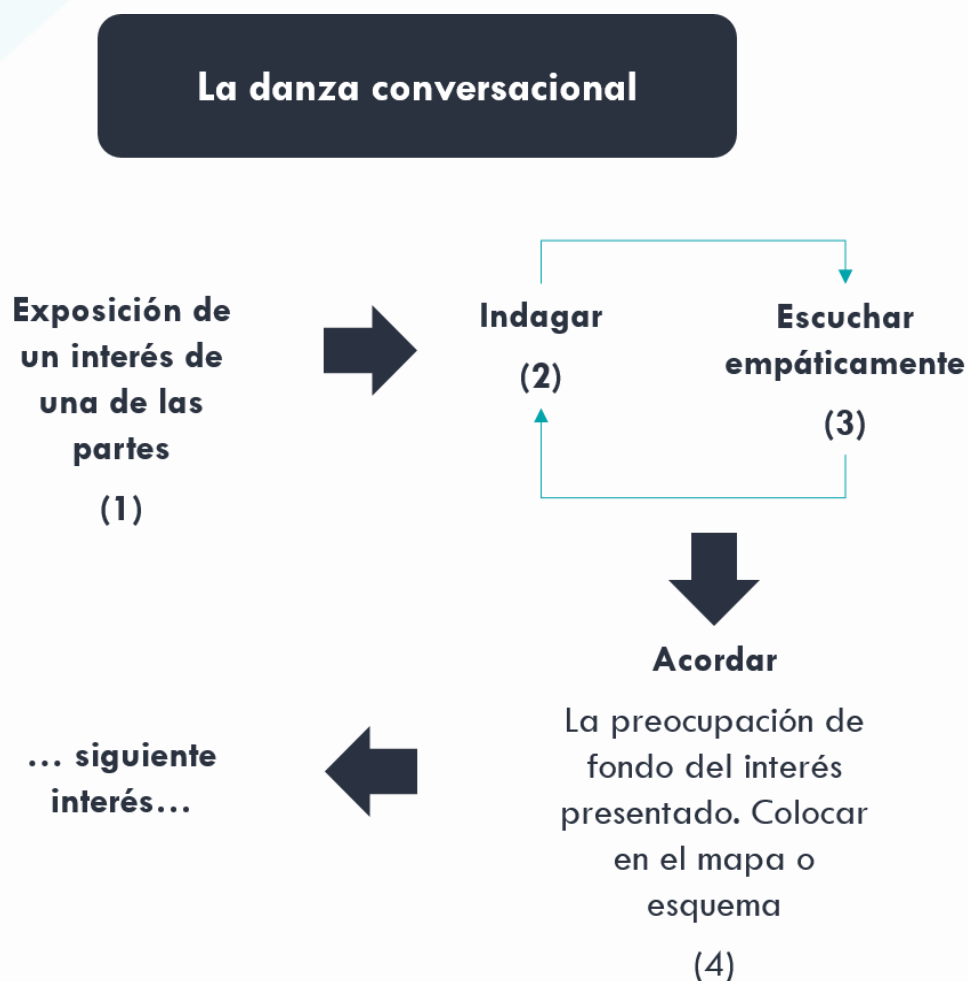 La danza conversacional
Exposición de
un interés de
una de las
partes
(1)
Indagar
(2)
Escuchar
empáticamente
(3)
Acordar
La preocupación de
fondo del interés
presentado. Colocar
en el mapa o
esquema
(4)
... siguiente
interés...